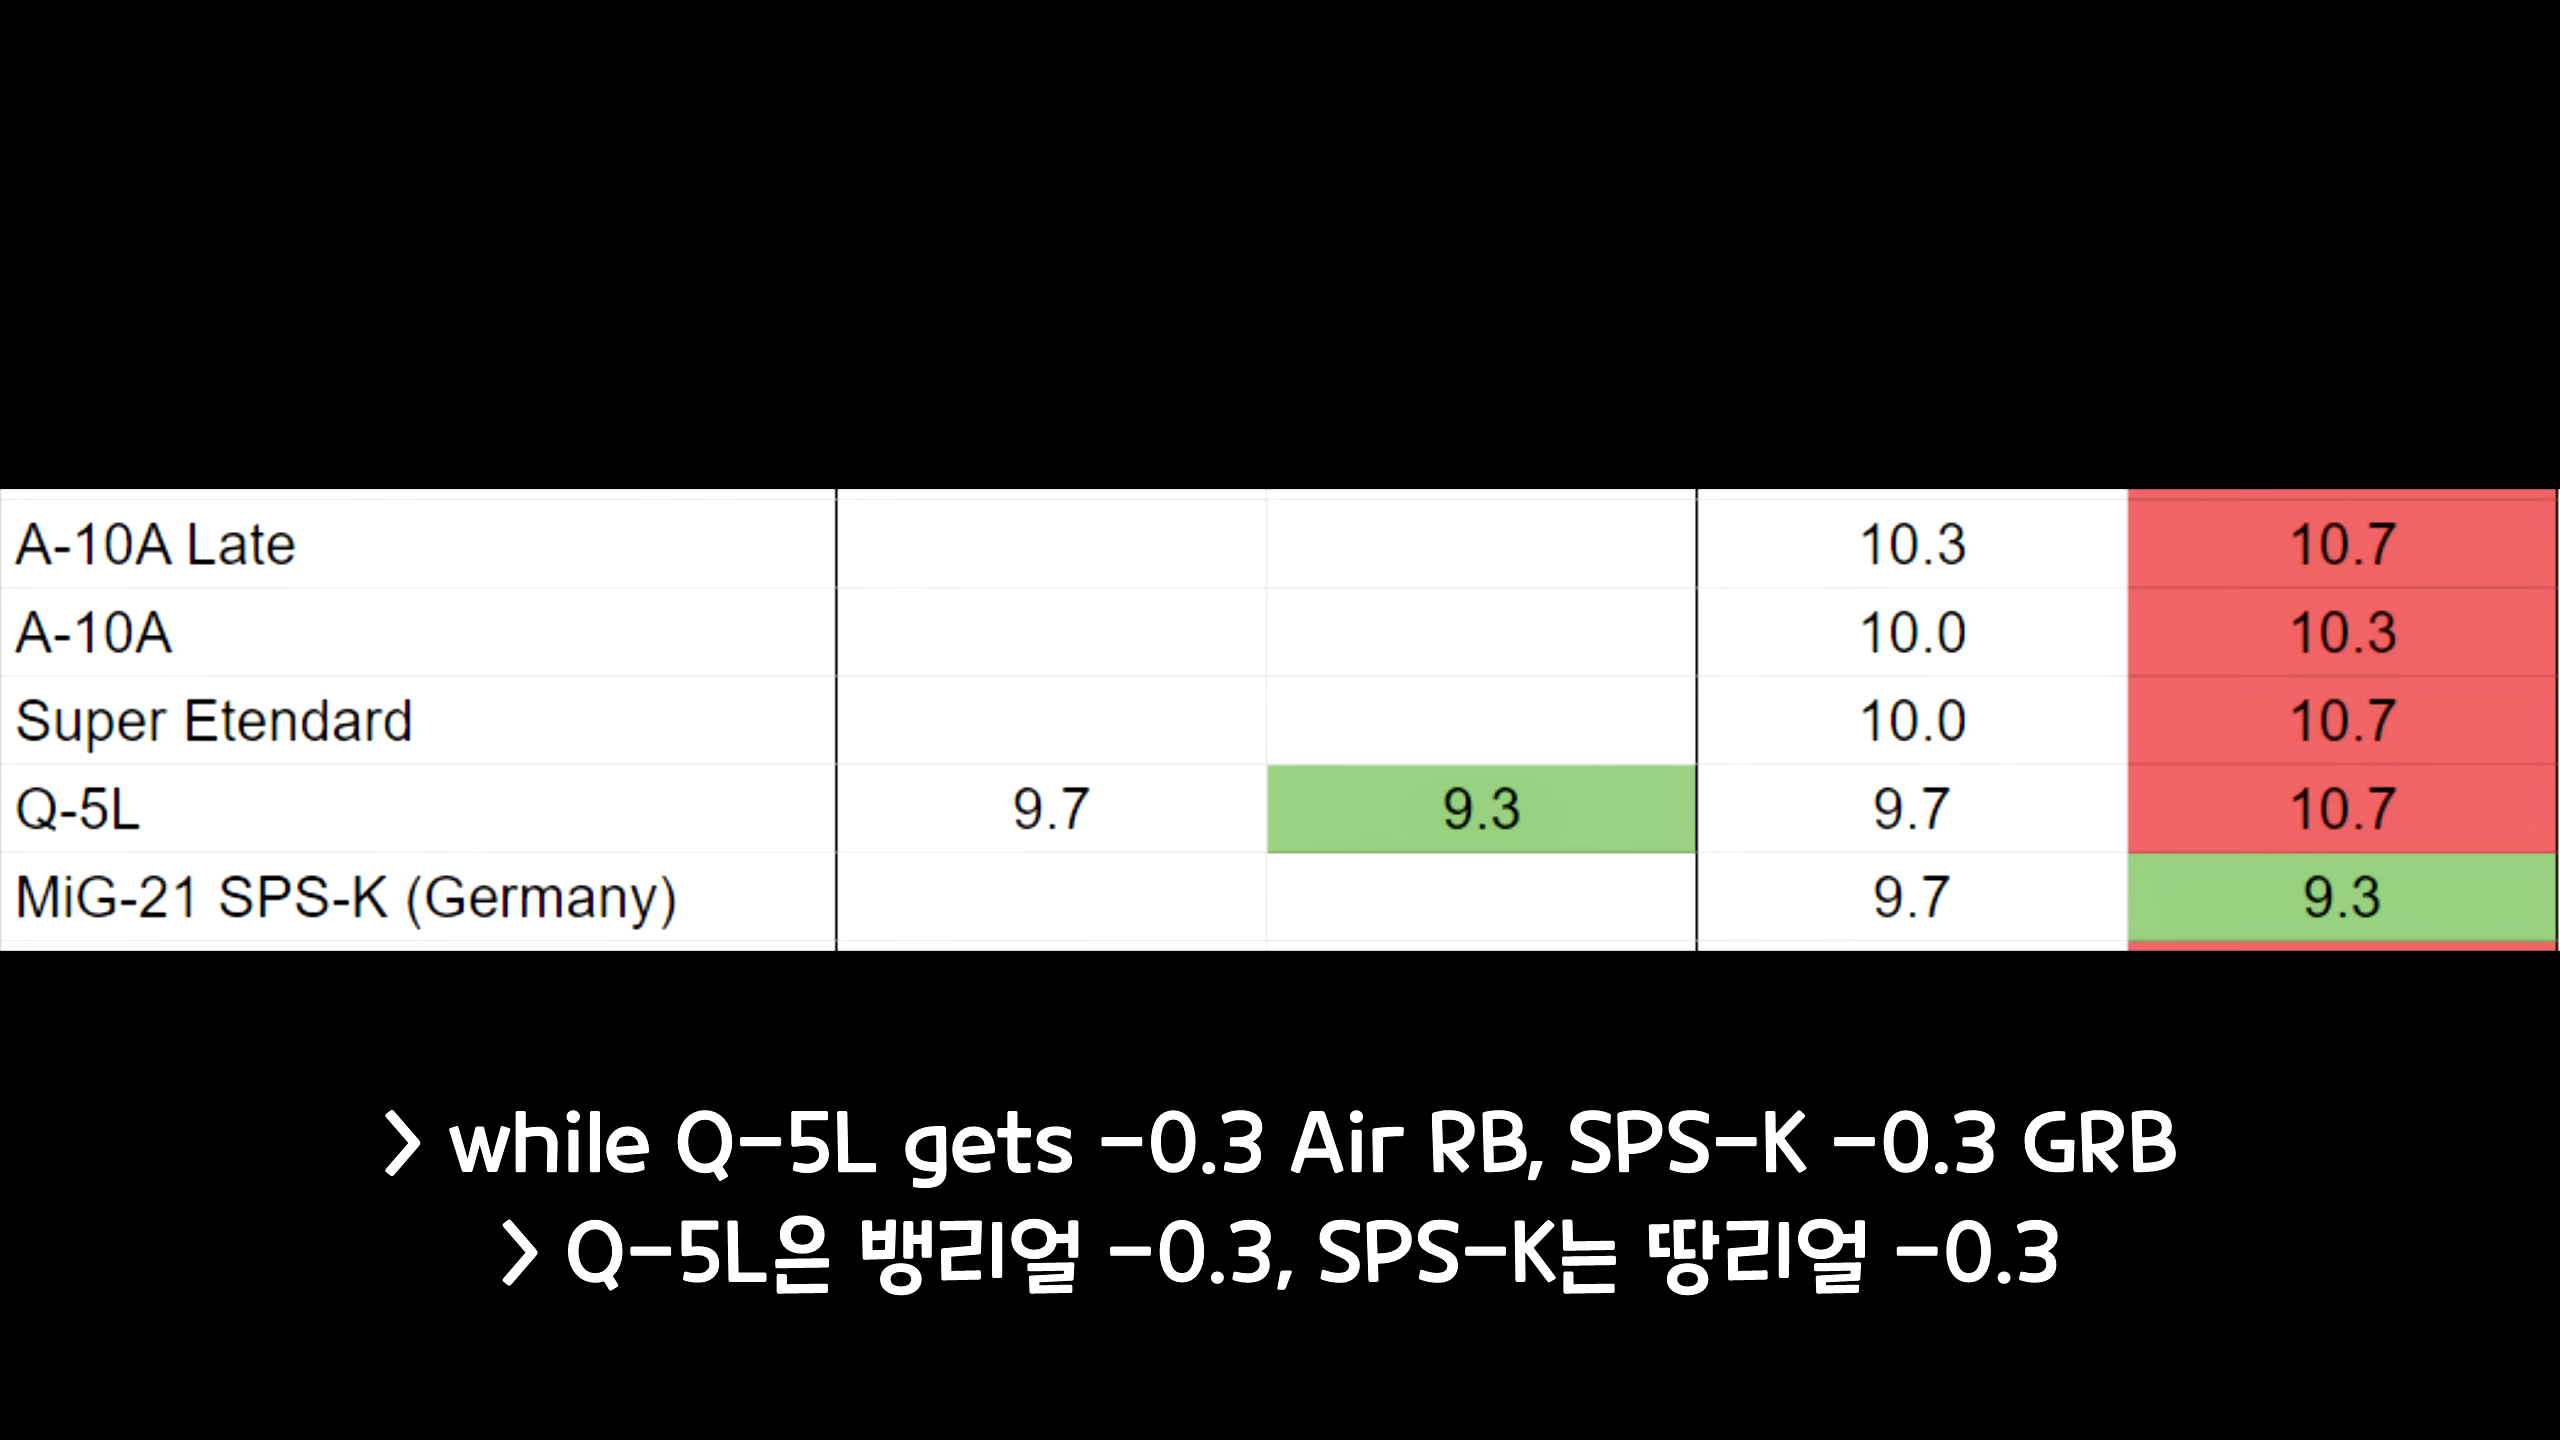 A-10A Late 10.3 10.7
A-10A 10.0 10.3
Super Etendard 10.0 10.7
Q-5L 9.7 9.3 9.7 10.7
MiG-21 SPS-K (Germany) 9.7 9.3
> while Q-5L gets -0.3 Air RB, SPS-K -0.3 GRB
> Q-5L은 뱅리얼 -0.3, SPS-K는 땅리얼 -0.3